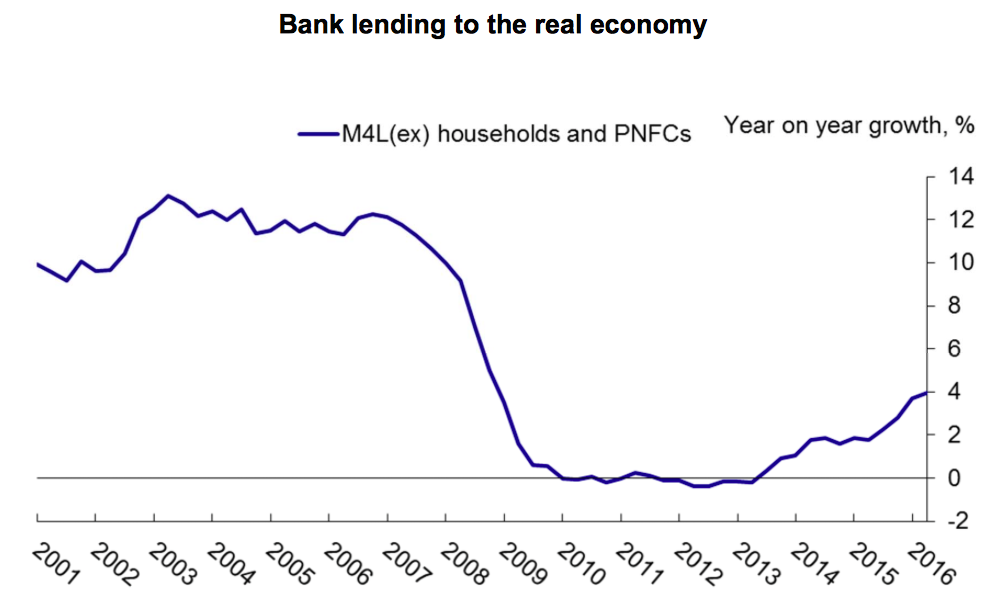 Bank lending to the real economy
M4L(ex) households and PNFCs
Year on year growth, %
14
12
10
8
6
4
2
0
-2
2001 2002 2003 2004 2005 2006 2007 2008 2009 2010 2011 2012 2013 2014 2015 2016